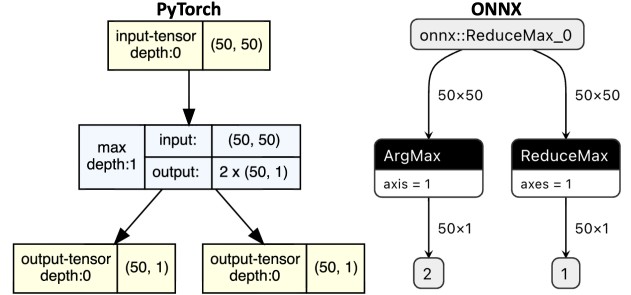 PyTorch
input-tensor
depth:0
(50, 50)
max
depth:1
input:
(50, 50)
output:
2 x (50, 1)
output-tensor
depth:0
(50, 1)
output-tensor
depth:0
(50, 1)
ONNX
onnx::ReduceMax_0
50×50
50×50
ArgMax
axis = 1
ReduceMax
axes = 1
50×1
50×1
2
1